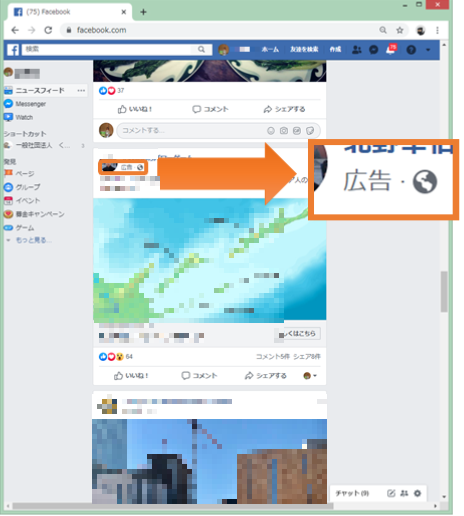 (75) Facebook
facebook.com
検索
ホーム 友達を検索 作成
ニュースフィード
Messenger
Watch
ショートカット
一般社団法人 く...
発見
ページ
グループ
イベント
募金キャンペーン
ゲーム
もっと見る...
37
いいね！ コメント シェアする
コメントする...
広告
広告
くはこちら
64
コメント5件 シェア8件
いいね！ コメント シェアする
チャット (9)